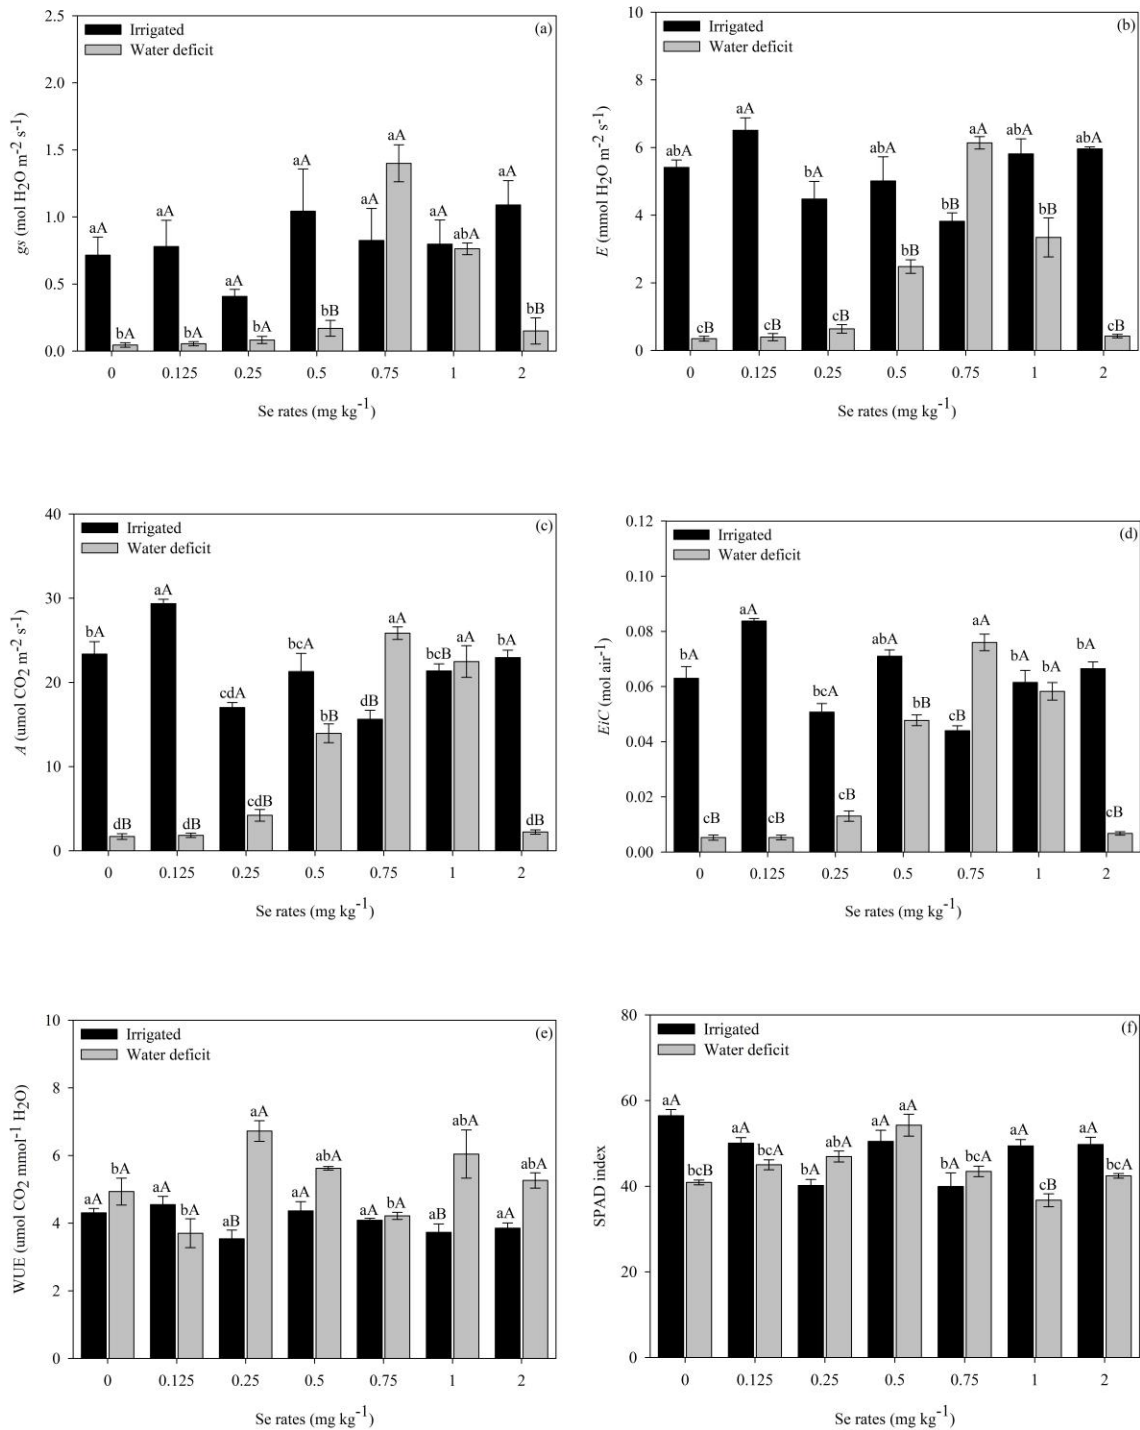 (a)
Irrigated
Water deficit
gs (mol H2O m-2 s-1)
2.5
2.0
1.5
1.0
0.5
0.0
aA bA aA bA aA bA aA bB aA aA aA abA aA bB
0 0.125 0.25 0.5 0.75 1 2
Se rates (mg kg-1)
(b)
Irrigated
Water deficit
E (mmol H2O m-2 s-1)
10
8
6
4
2
0
abA cB aA cB bA cB abA bB bB aA abA bB abA cB
0 0.125 0.25 0.5 0.75 1 2
Se rates (mg kg-1)
(c)
Irrigated
Water deficit
A (umol CO2 m-2 s-1)
40
30
20
10
0
bA dB aA dB cdA cdB bcA bB dB aA bcB aA bA dB
0 0.125 0.25 0.5 0.75 1 2
Se rates (mg kg-1)
(d)
Irrigated
Water deficit
EiC (mol air-1)
0.12
0.10
0.08
0.06
0.04
0.02
0.00
bA cB aA cB bcA cB abA bB cB aA bA bA bA cB
0 0.125 0.25 0.5 0.75 1 2
Se rates (mg kg-1)
(e)
Irrigated
Water deficit
WUE (umol CO2 mmol-1 H2O)
10
8
6
4
2
0
aA bA aA bA aB aA aA abA aA bA aB abA aA abA
0 0.125 0.25 0.5 0.75 1 2
Se rates (mg kg-1)
(f)
Irrigated
Water deficit
SPAD index
80
60
40
20
0
aA bcB aA bcA bA abA aA aA bA bcA aA cB aA bcA
0 0.125 0.25 0.5 0.75 1 2
Se rates (mg kg-1)